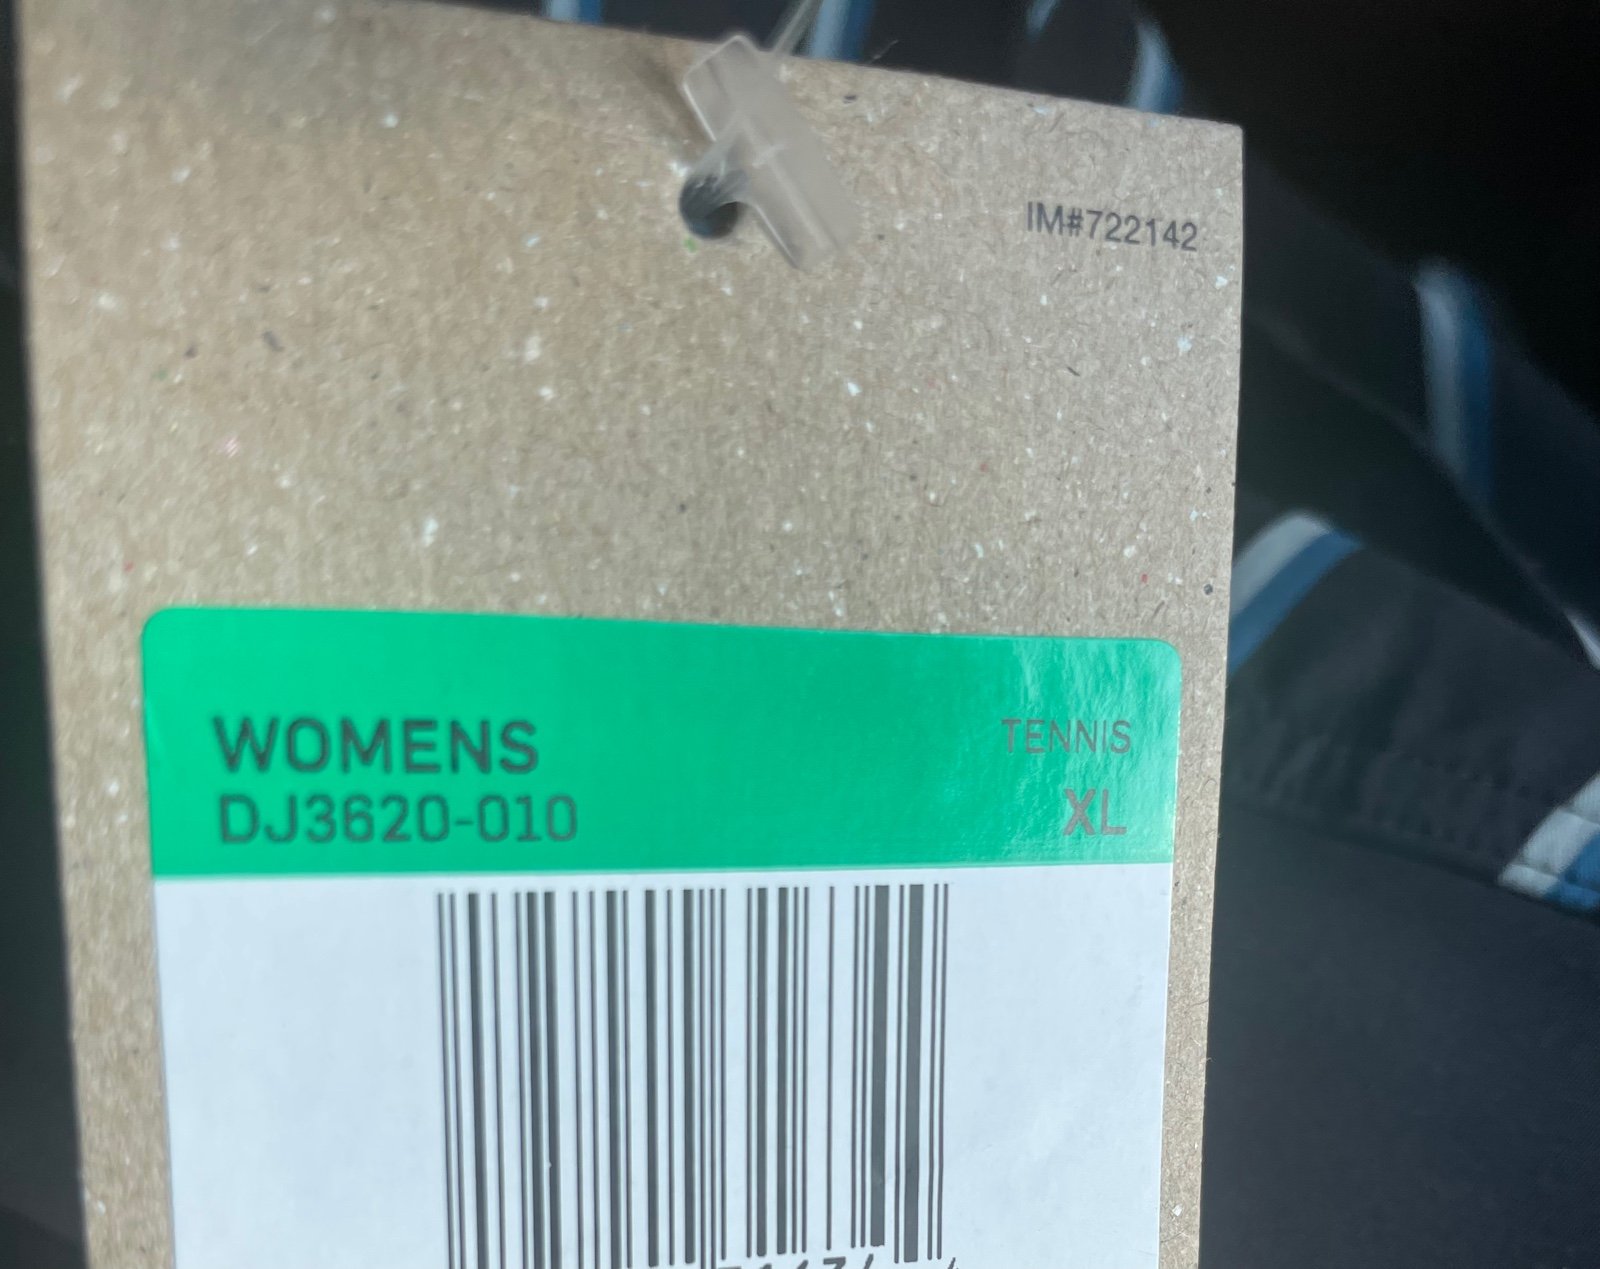 IM#722142
WOMENS
TENNIS
DJ3620-010
XL